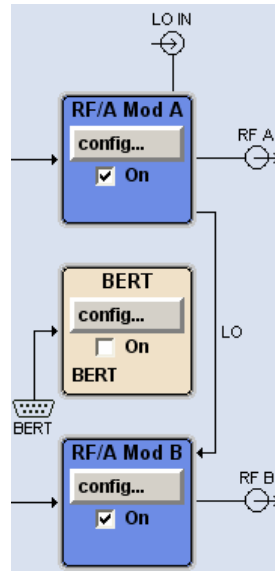 LO IN
RF/A Mod A
config...
On
RF A
BERT
config...
On
BERT
LO
BERT
RF/A Mod B
config...
On
RF B